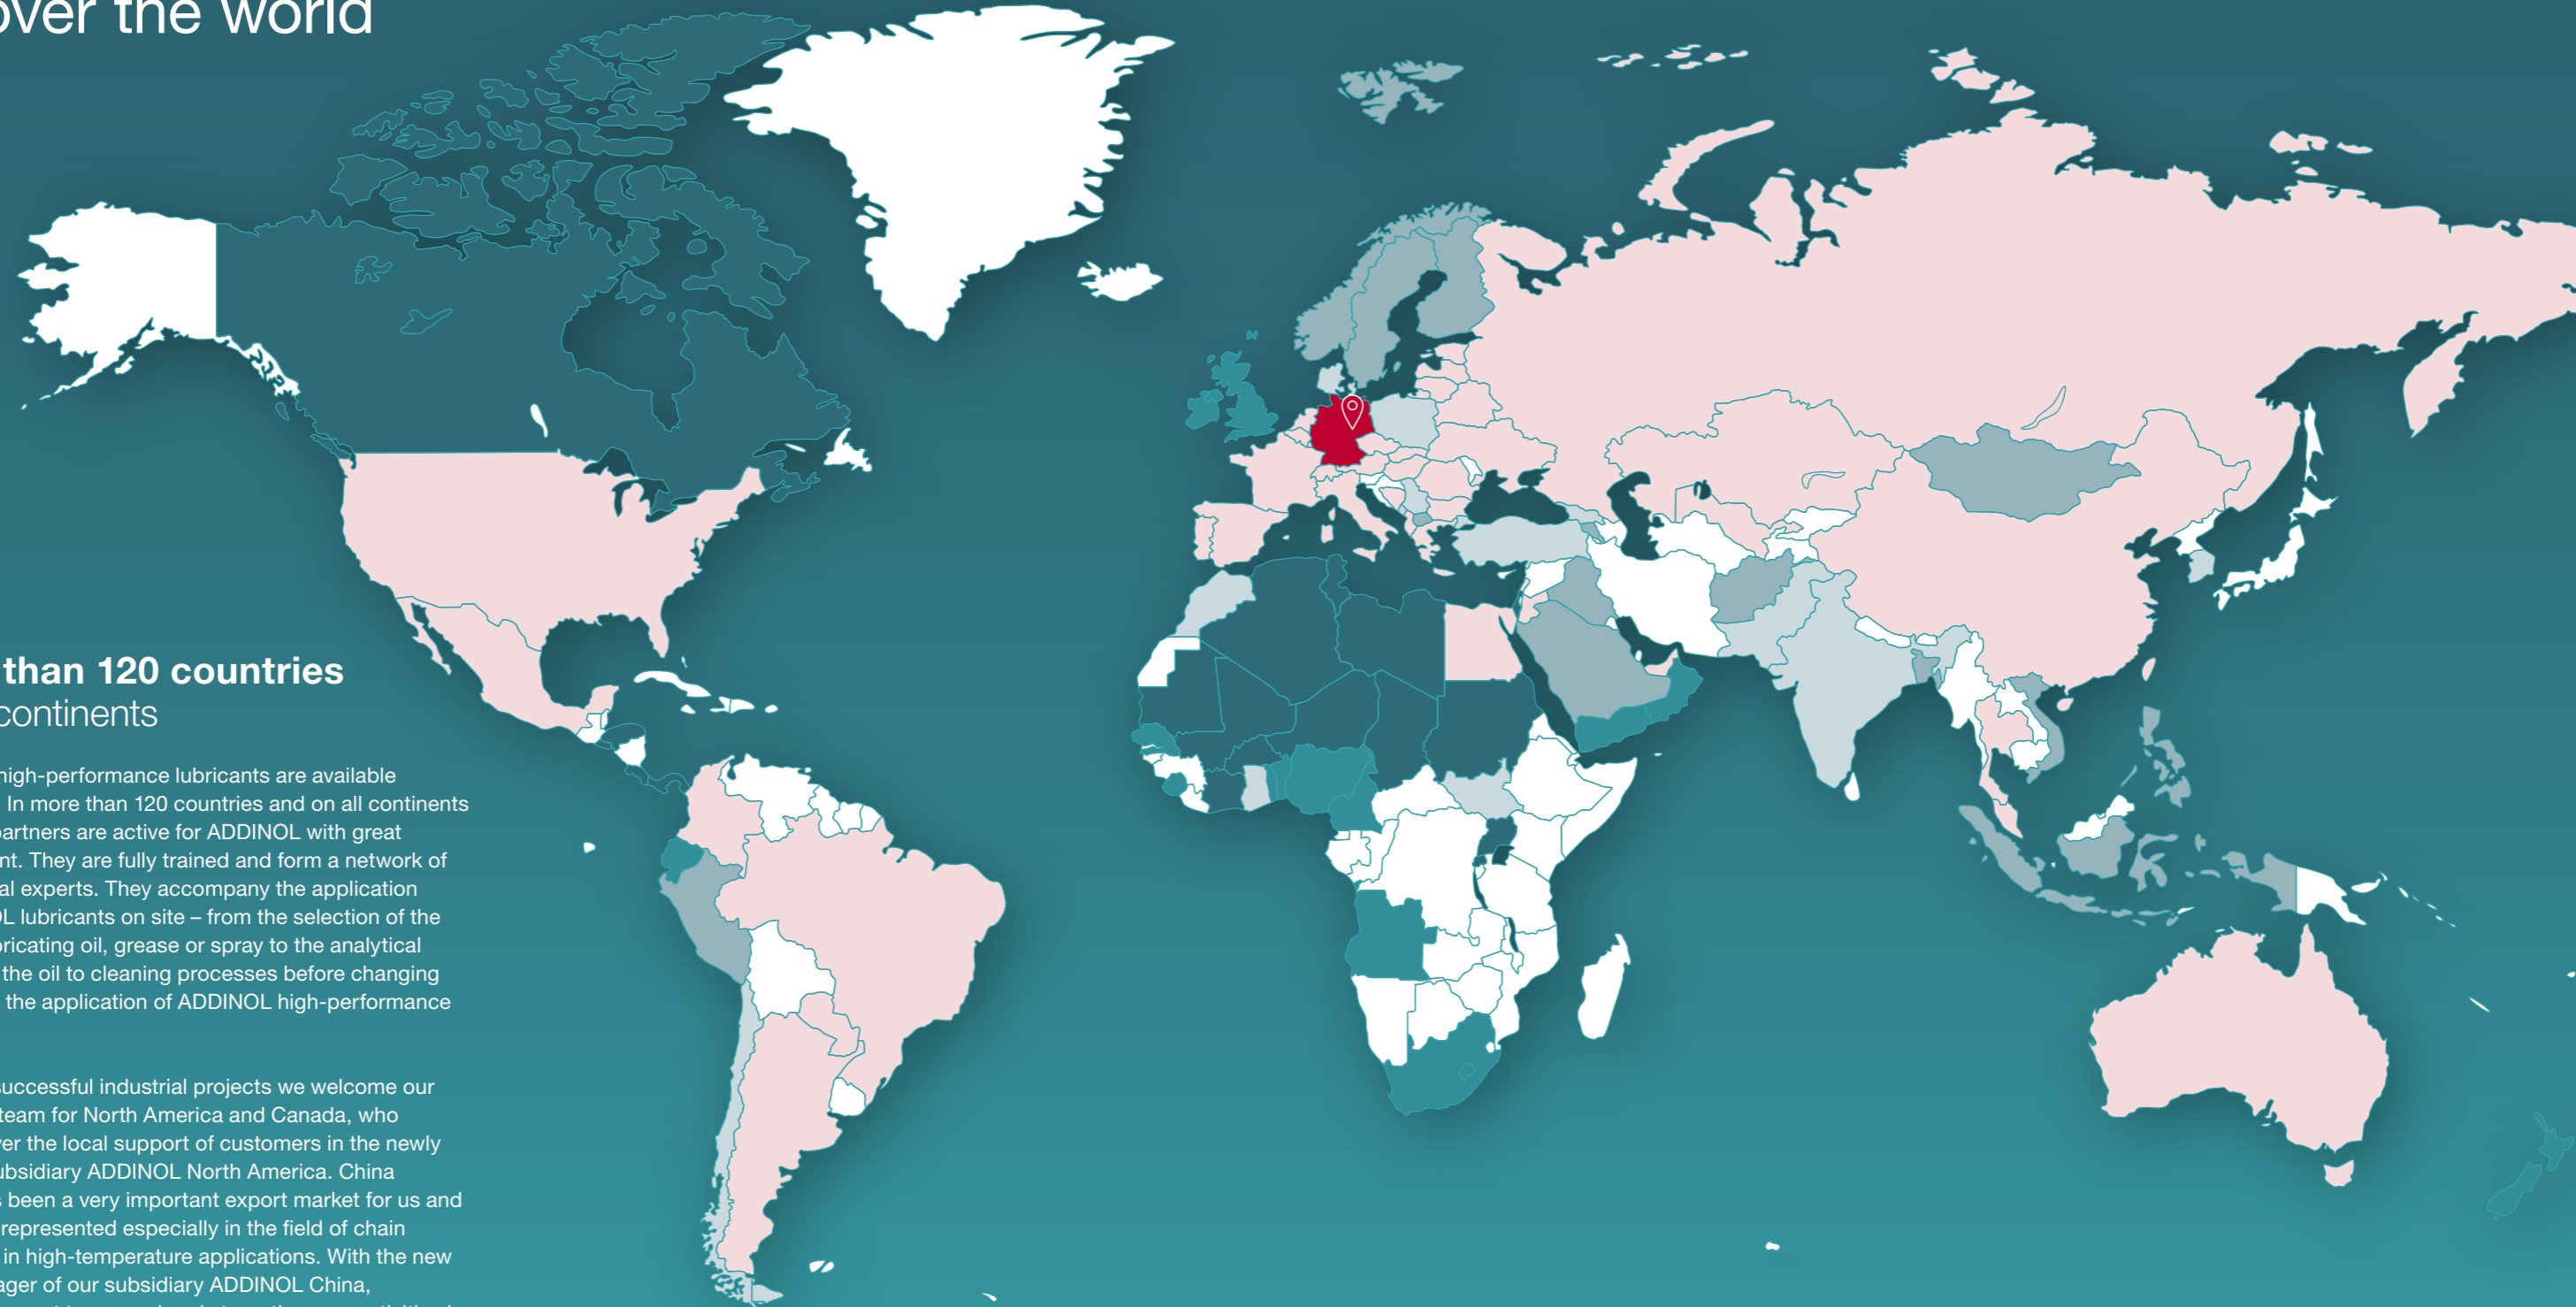 over the world
than 120 countries
continents
high-performance lubricants are available
In more than 120 countries and on all continents
partners are active for ADDINOL with great
nt. They are fully trained and form a network of
al experts. They accompany the application
OL lubricants on site – from the selection of the
bricating oil, grease or spray to the analytical
the oil to cleaning processes before changing
the application of ADDINOL high-performance
successful industrial projects we welcome our
team for North America and Canada, who
ver the local support of customers in the newly
ubsidiary ADDINOL North America. China
s been a very important export market for us and
represented especially in the field of chain
in high-temperature applications. With the new
ager of our subsidiary ADDINOL China,